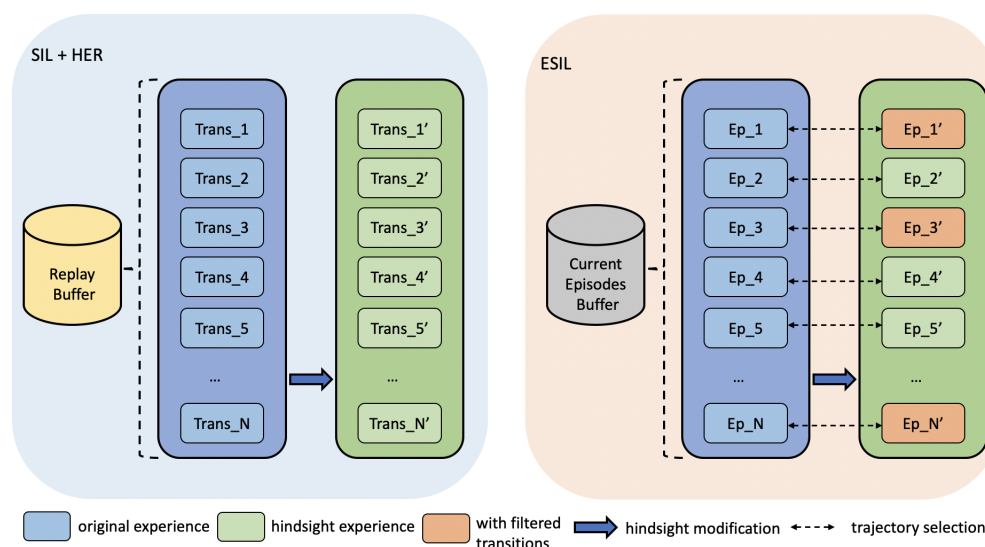 SIL + HER
Replay
Buffer
Trans_1
Trans_2
Trans_3
Trans_4
Trans_5
...
Trans_N
Trans_1’
Trans_2’
Trans_3’
Trans_4’
Trans_5’
...
Trans_N’
ESIL
Current
Episodes
Buffer
Ep_1
Ep_2
Ep_3
Ep_4
Ep_5
...
Ep_N
Ep_1’
Ep_2’
Ep_3’
Ep_4’
Ep_5’
...
Ep_N’
original experience
hindsight experience
with filtered
transitions
hindsight modification
trajectory selection